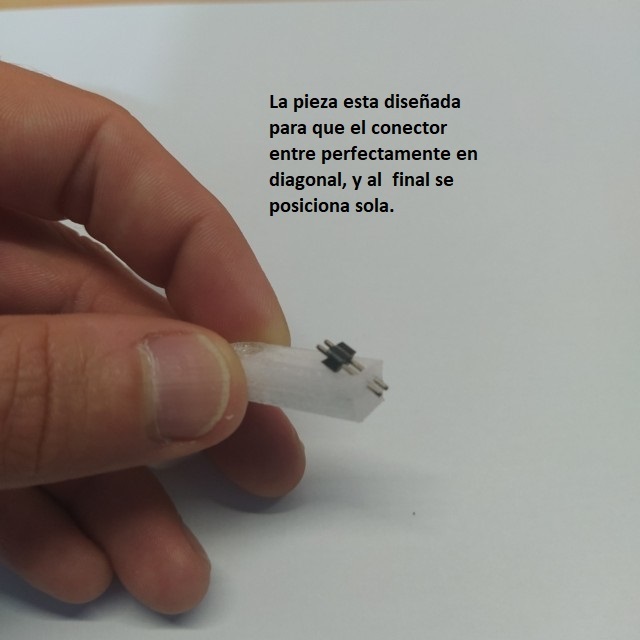 La pieza esta diseñada
para que el conector
entre perfectamente en
diagonal, y al  final se
posiciona sola.